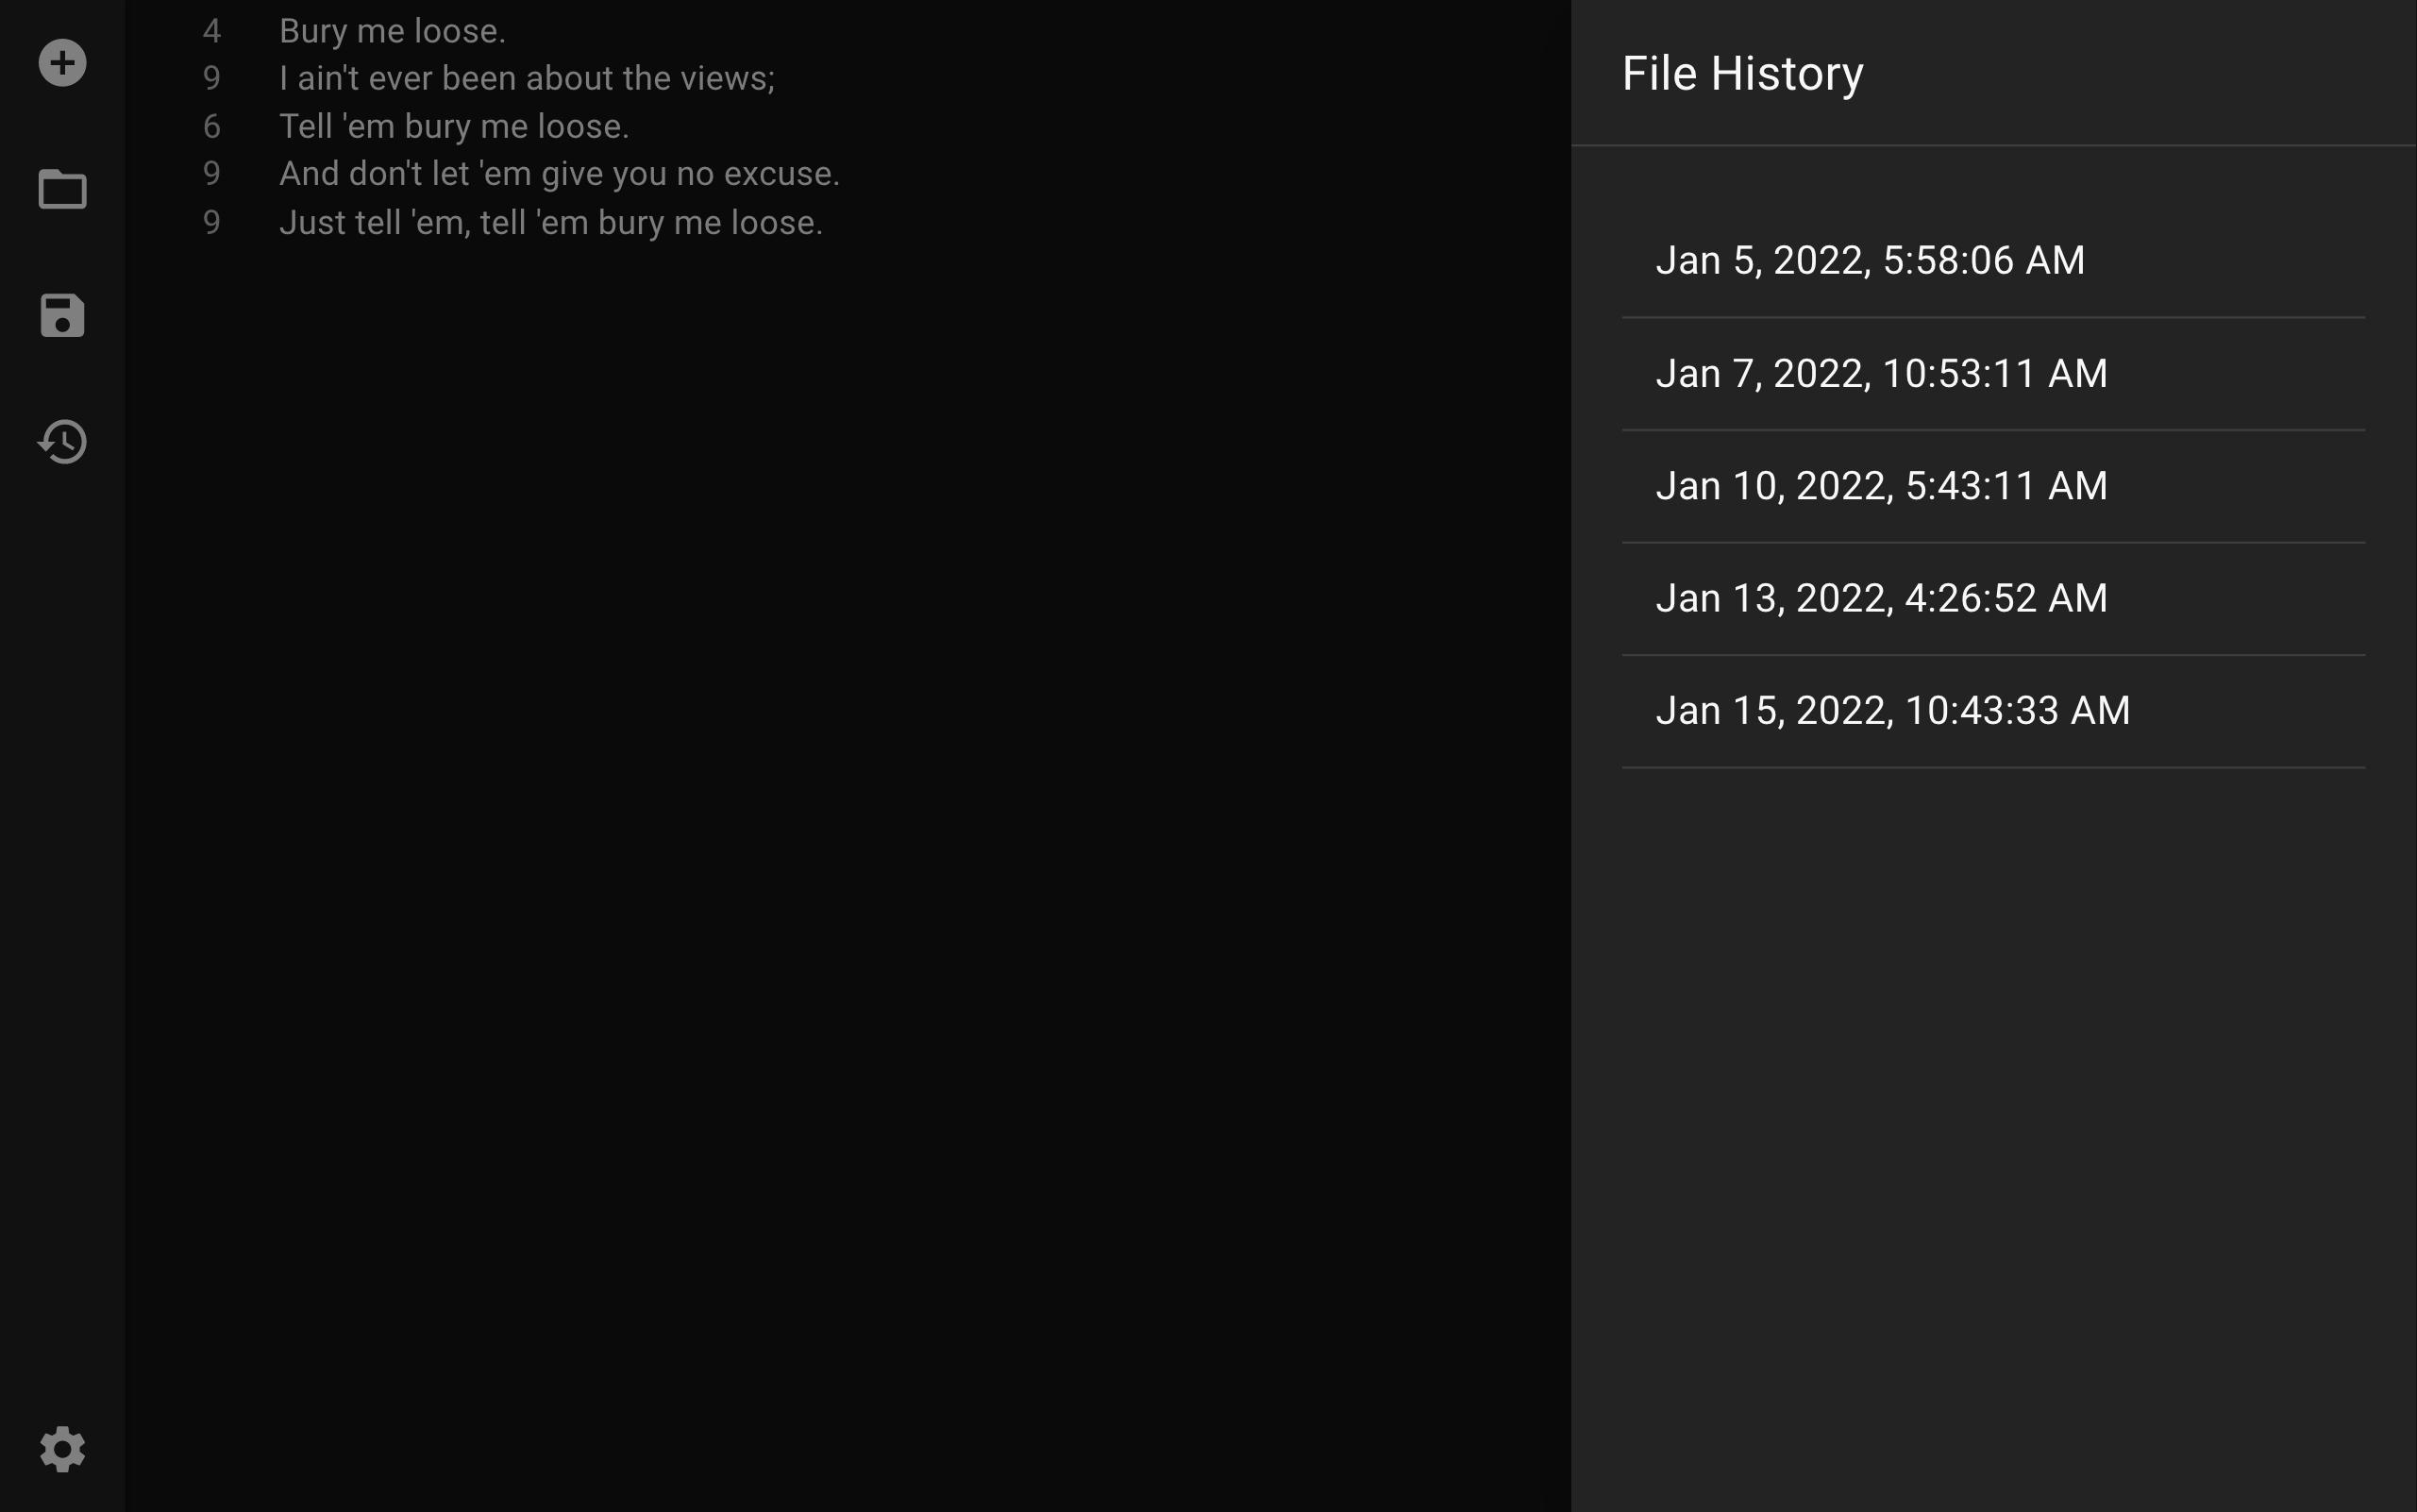 4 Bury me loose.
9 I ain't ever been about the views;
6 Tell 'em bury me loose.
9 And don't let 'em give you no excuse.
9 Just tell 'em, tell 'em bury me loose.
File History
Jan 5, 2022, 5:58:06 AM
Jan 7, 2022, 10:53:11 AM
Jan 10, 2022, 5:43:11 AM
Jan 13, 2022, 4:26:52 AM
Jan 15, 2022, 10:43:33 AM